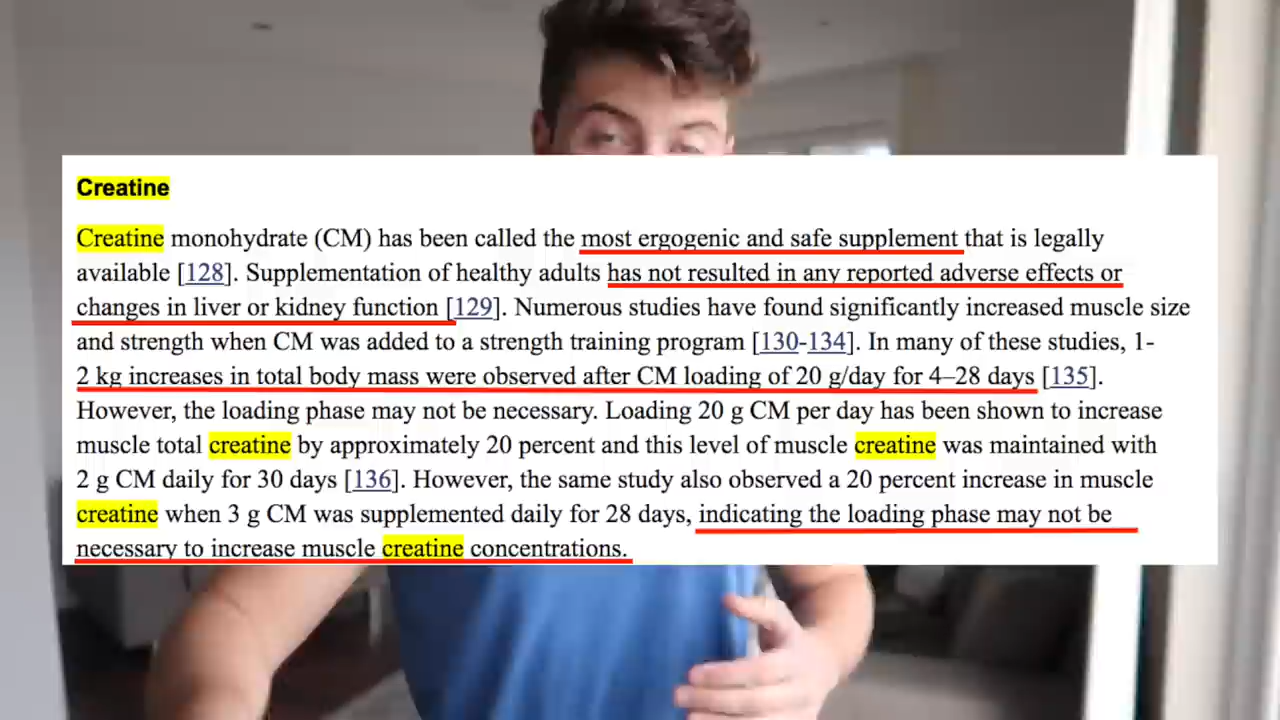 Creatine
Creatine monohydrate (CM) has been called the most ergogenic and safe supplement that is legally
available [128]. Supplementation of healthy adults has not resulted in any reported adverse effects or
changes in liver or kidney function [129]. Numerous studies have found significantly increased muscle size
and strength when CM was added to a strength training program [130-134]. In many of these studies, 1-
2 kg increases in total body mass were observed after CM loading of 20 g/day for 4–28 days [135].
However, the loading phase may not be necessary. Loading 20 g CM per day has been shown to increase
muscle total creatine by approximately 20 percent and this level of muscle creatine was maintained with
2 g CM daily for 30 days [136]. However, the same study also observed a 20 percent increase in muscle
creatine when 3 g CM was supplemented daily for 28 days, indicating the loading phase may not be
necessary to increase muscle creatine concentrations.